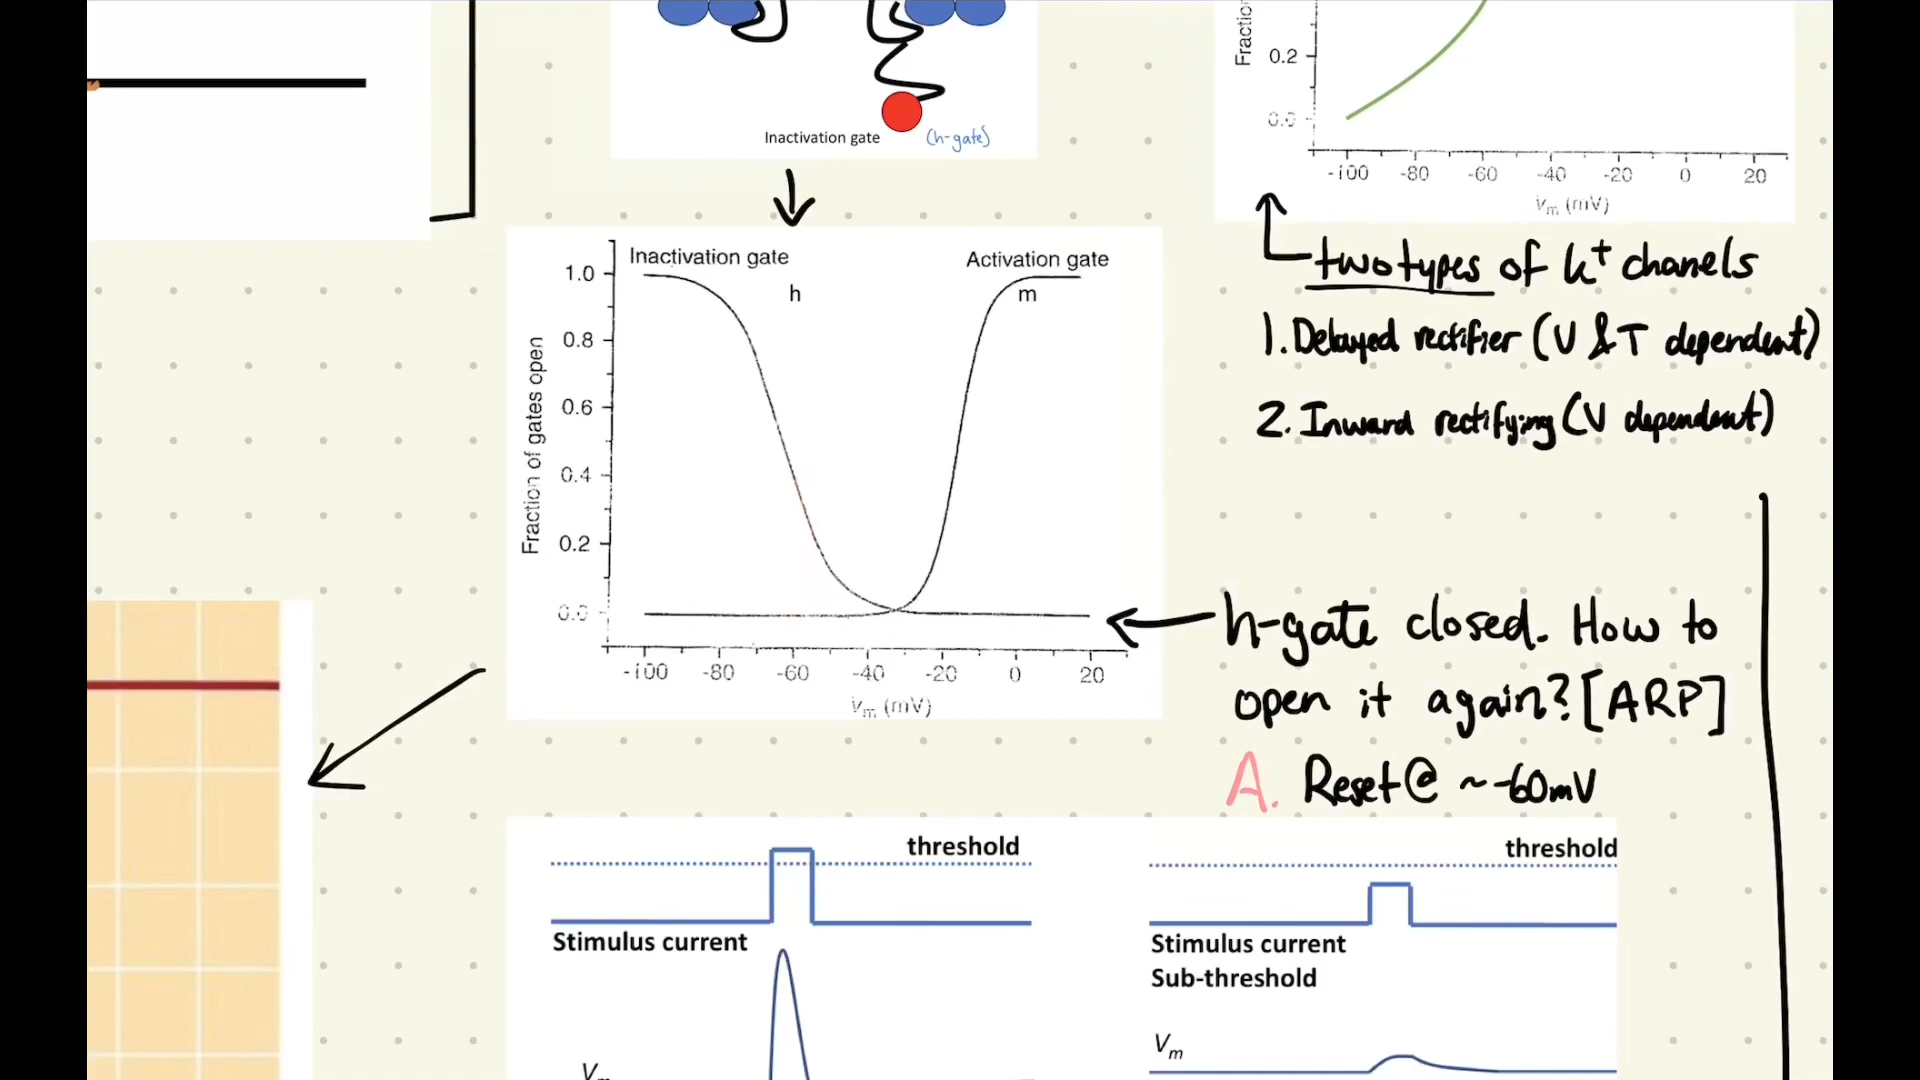 Inactivation gate (h-gate)
Inactivation gate
h
Activation gate
m
Fraction of gates open
1.0
0.8
0.6
0.4
0.2
0.0
-100 -80 -60 -40 -20 0 20
Vm (mV)
0.2
0.0
-100 -80 -60 -40 -20 0 20
Vm (mV)
two types of k+ chanels
1. Delayed rectifier (V & T dependent)
2. Inward rectifying (V dependent)
h-gate closed. How to
open it again? [ARP]
A. Reset @ ~-60mV
threshold
Stimulus current
Vm
threshold
Stimulus current
Sub-threshold
Vm